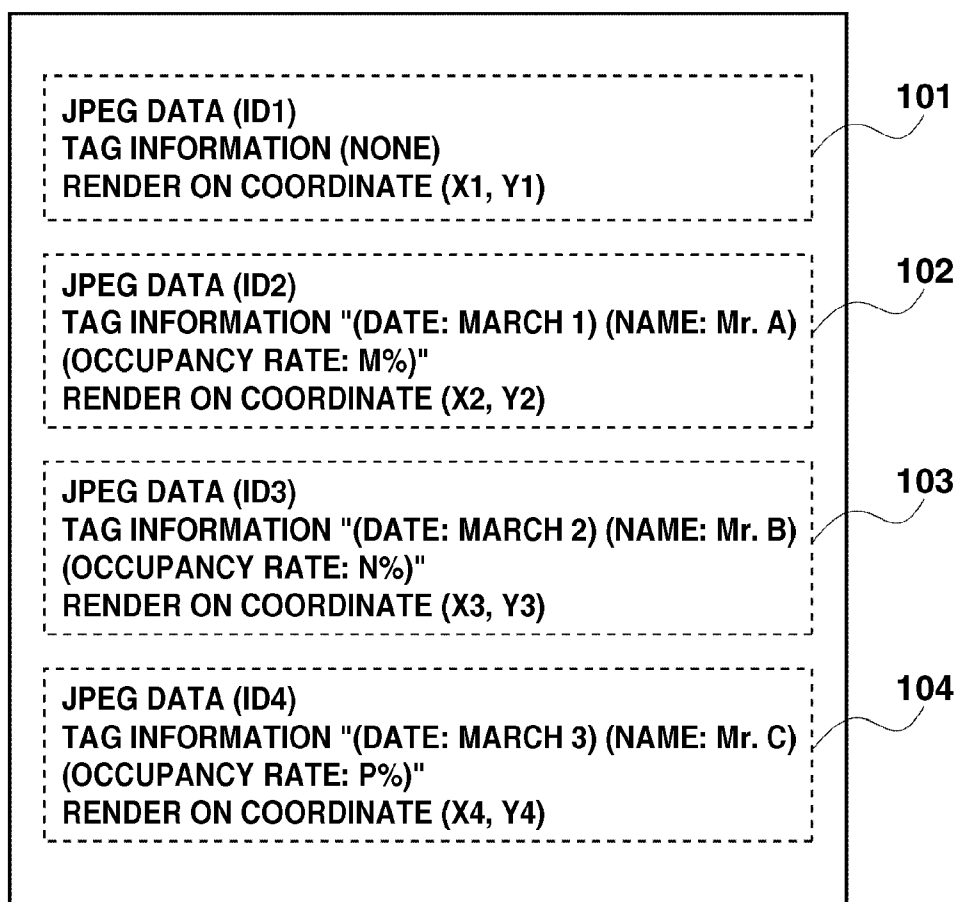 JPEG DATA (ID1)
TAG INFORMATION (NONE)
RENDER ON COORDINATE (X1, Y1)
101
JPEG DATA (ID2)
TAG INFORMATION "(DATE: MARCH 1) (NAME: Mr. A)
(OCCUPANCY RATE: M%)"
RENDER ON COORDINATE (X2, Y2)
102
JPEG DATA (ID3)
TAG INFORMATION "(DATE: MARCH 2) (NAME: Mr. B)
(OCCUPANCY RATE: N%)"
RENDER ON COORDINATE (X3, Y3)
103
JPEG DATA (ID4)
TAG INFORMATION "(DATE: MARCH 3) (NAME: Mr. C)
(OCCUPANCY RATE: P%)"
RENDER ON COORDINATE (X4, Y4)
104